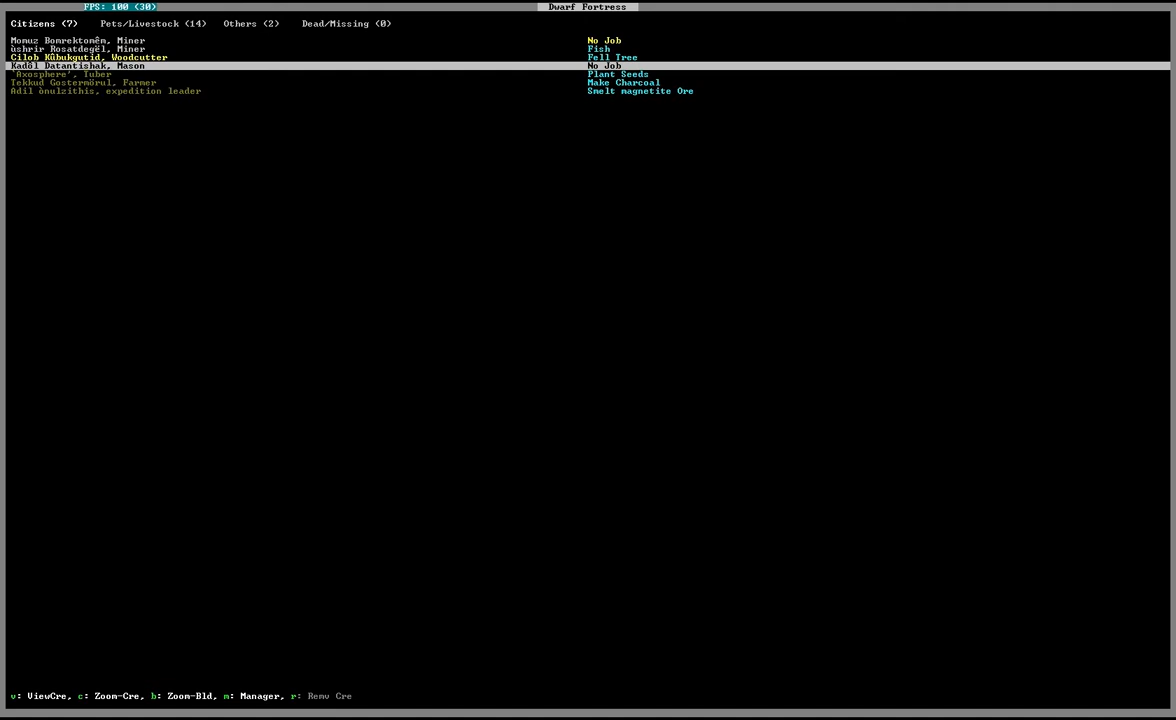 FPS: 100 (30) Dwarf Fortress
Citizens (7) Pets/Livestock (14) Others (2) Dead/Missing (0)
Momuz Bomrektomêm, Miner No Job
ùshrir Rosatdegël, Miner Fish
Cilob Kûbukgutid, Woodcutter Fell Tree
Kadôl Datantishak, Mason No Job
'Axosphere', Tuber Plant Seeds
Tekkud Gostermörul, Farmer Make Charcoal
Adil ònulzithis, expedition leader Smelt magnetite Ore
v: ViewCre, c: Zoom-Cre, b: Zoom-Bld, m: Manager, r: Remv Cre